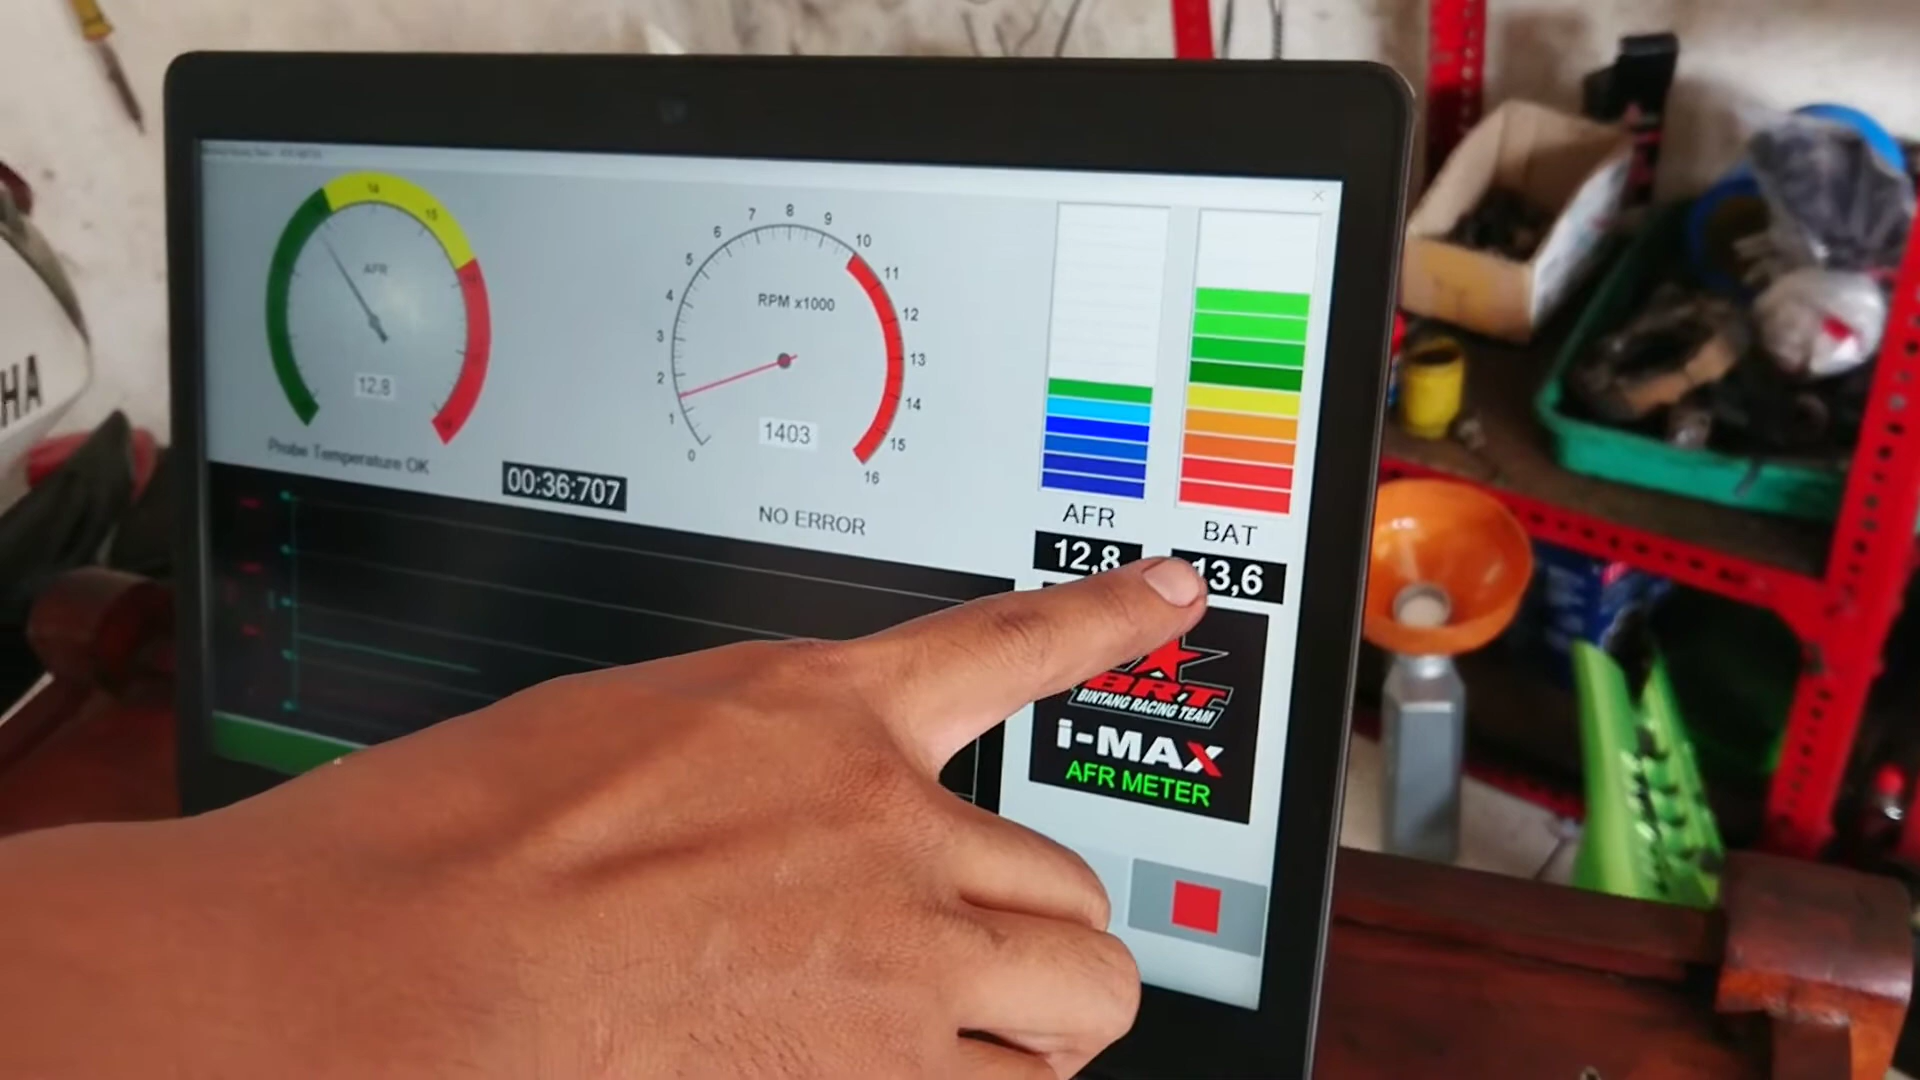 14
15
AFR
12.8
Probe Temperature OK
0
1
2
3
4
5
6
7
8
9
10
11
12
13
14
15
16
RPM x1000
1403
00:36:707
NO ERROR
AFR
BAT
12,8
13,6
BRT
BINTANG RACING TEAM
i-MAX
AFR METER
HA